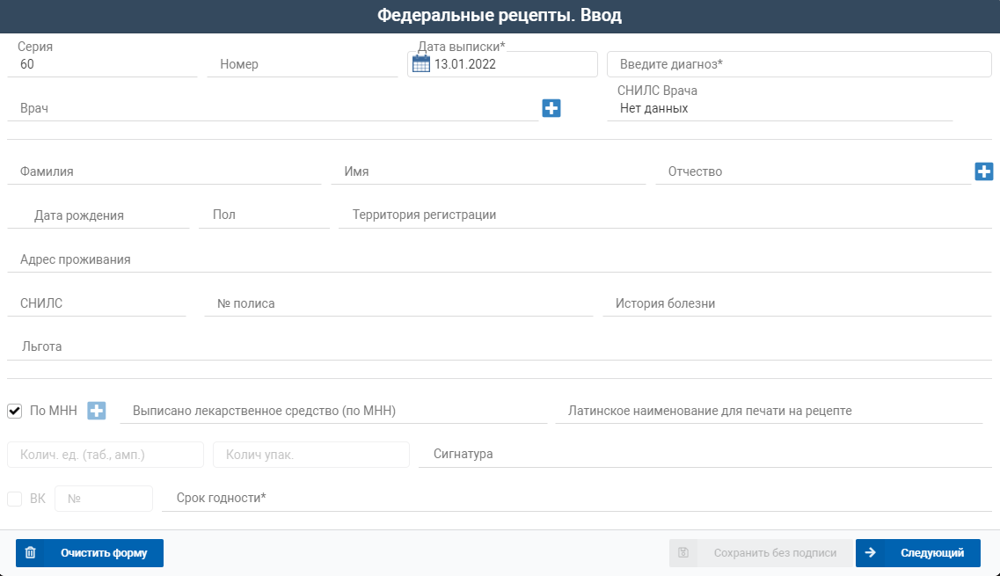 Федеральные рецепты. Ввод
Серия
60
Номер
Дата выписки*
13.01.2022
Введите диагноз*
Врач
СНИЛС Врача
Нет данных
Фамилия
Имя
Отчество
Дата рождения
Пол
Территория регистрации
Адрес проживания
СНИЛС
№ полиса
История болезни
Льгота
По МНН
Выписано лекарственное средство (по МНН)
Латинское наименование для печати на рецепте
Колич. ед. (таб., амп.)
Колич упак.
Сигнатура
ВК
№
Срок годности*
Очистить форму
Сохранить без подписи
Следующий